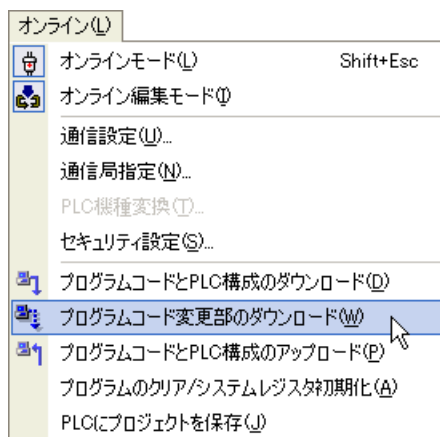 オンライン(L)
オンラインモード(L) Shift+Esc
オンライン編集モード(I)
通信設定(U)...
通信局指定(N)...
PLC機種変換(T)...
セキュリティ設定(S)...
プログラムコードとPLC構成のダウンロード(D)
プログラムコード変更部のダウンロード(W)
プログラムコードとPLC構成のアップロード(P)
プログラムのクリア/システムレジスタ初期化(A)
PLCにプロジェクトを保存(J)